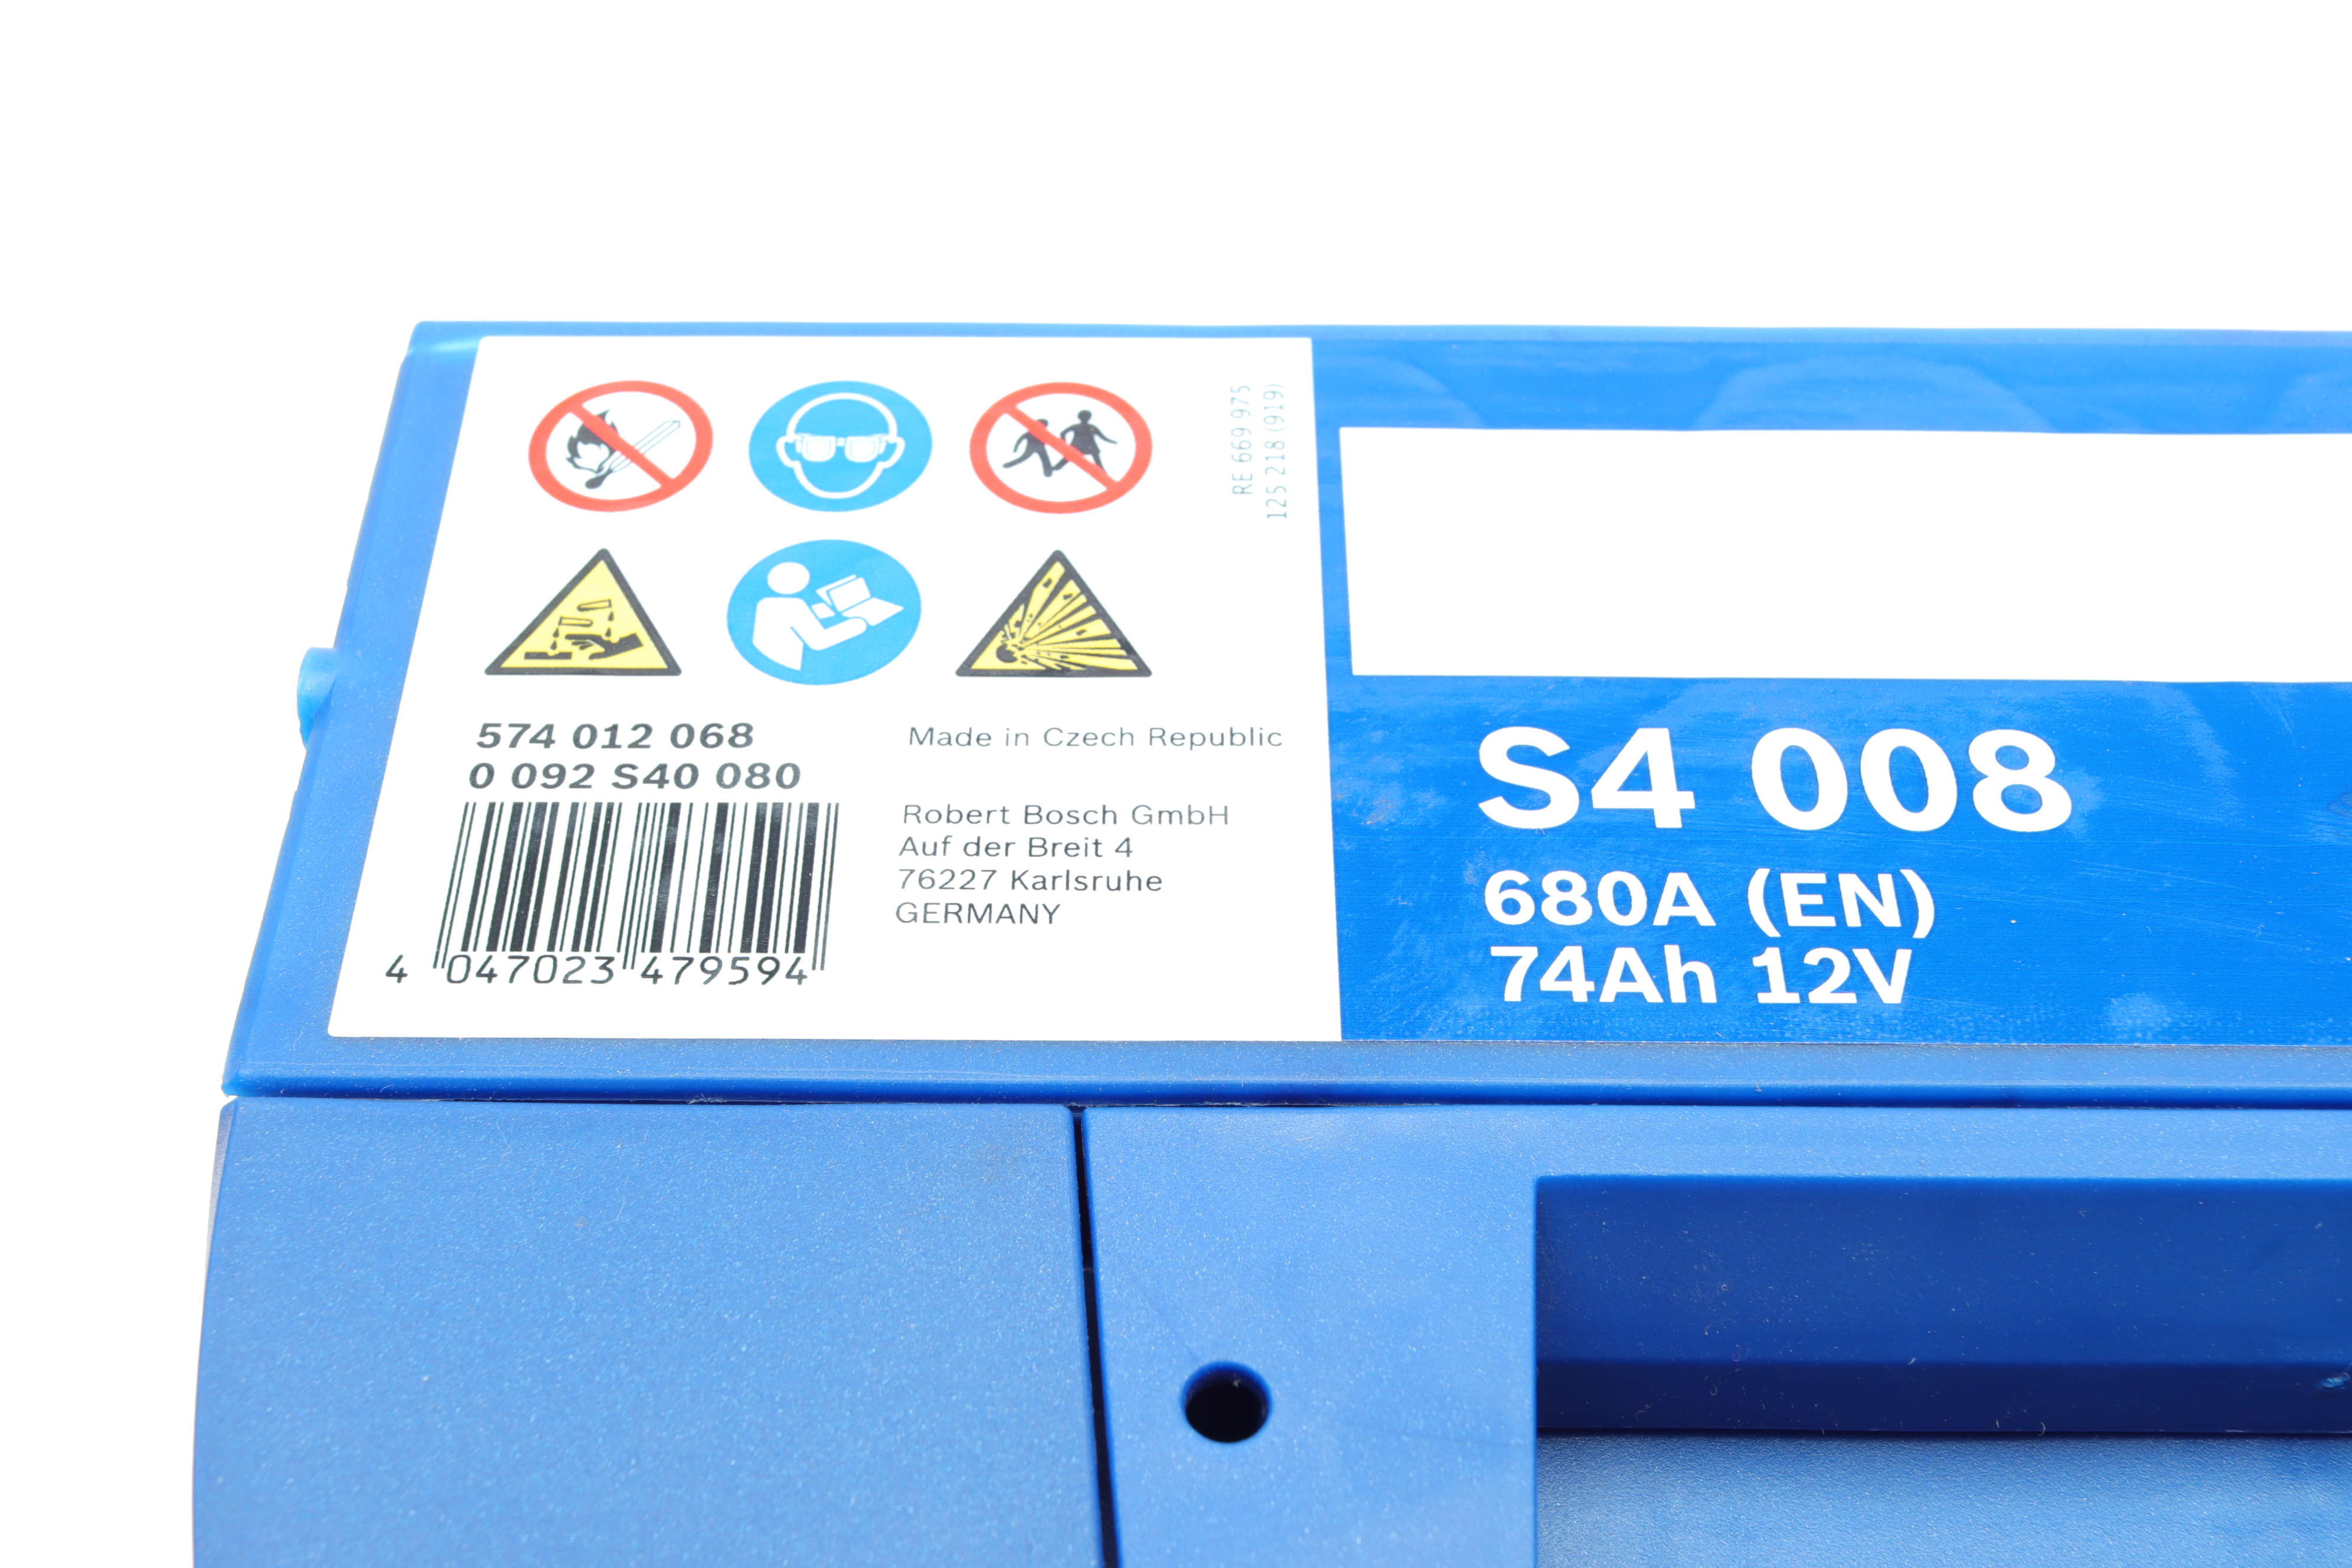 RE 669 975
125 218 (919)
574 012 068
0 092 S40 080
4 047023 479594
Made in Czech Republic
Robert Bosch GmbH
Auf der Breit 4
76227 Karlsruhe
GERMANY
S4 008
680A (EN)
74Ah 12V